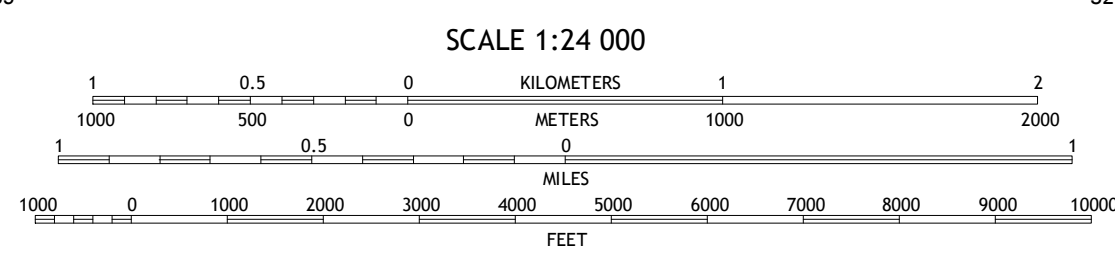 SCALE 1:24 000
1 0.5 0 KILOMETERS 1 2
1000 500 0 METERS 1000 2000
1 0.5 0 1
MILES
1000 0 1000 2000 3000 4000 5000 6000 7000 8000 9000 10000
FEET